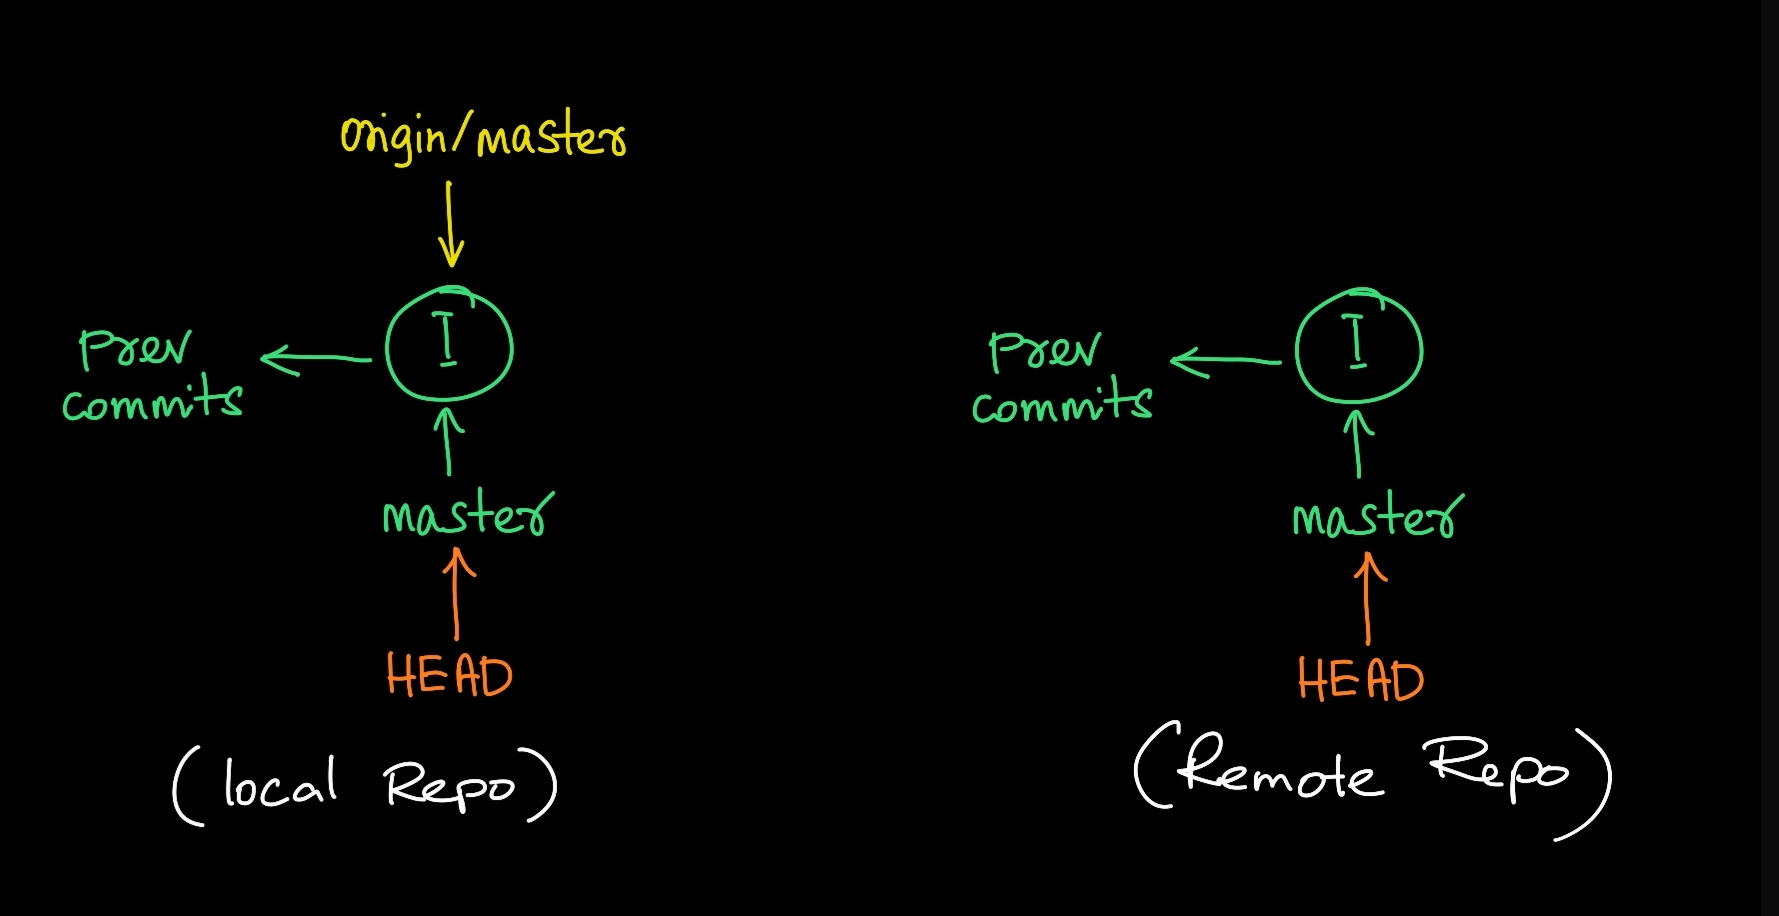 origin/master
I
Prev
commits
master
HEAD
(local Repo)
I
Prev
commits
master
HEAD
(Remote Repo)